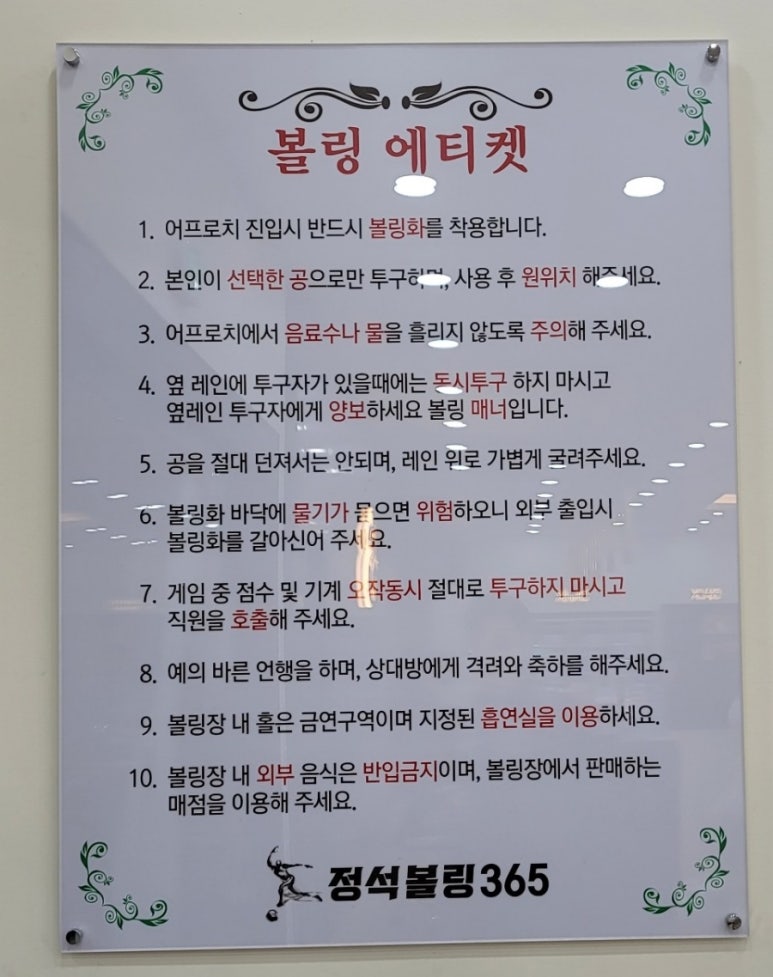 볼링 에티켓
1. 어프로치 진입시 반드시 볼링화를 착용합니다.
2. 본인이 선택한 공으로만 투구하며, 사용 후 원위치 해주세요.
3. 어프로치에서 음료수나 물을 흘리지 않도록 주의해 주세요.
4. 옆 레인에 투구자가 있을때에는 동시투구 하지 마시고
옆레인 투구자에게 양보하세요 볼링 매너입니다.
5. 공을 절대 던져서는 안되며, 레인 위로 가볍게 굴려주세요.
6. 볼링화 바닥에 물기가 묻으면 위험하오니 외부 출입시
볼링화를 갈아신어 주세요.
7. 게임 중 점수 및 기계 오작동시 절대로 투구하지 마시고
직원을 호출해 주세요.
8. 예의 바른 언행을 하며, 상대방에게 격려와 축하를 해주세요.
9. 볼링장 내 홀은 금연구역이며 지정된 흡연실을 이용하세요.
10. 볼링장 내 외부 음식은 반입금지이며, 볼링장에서 판매하는
매점을 이용해 주세요.
정석볼링365